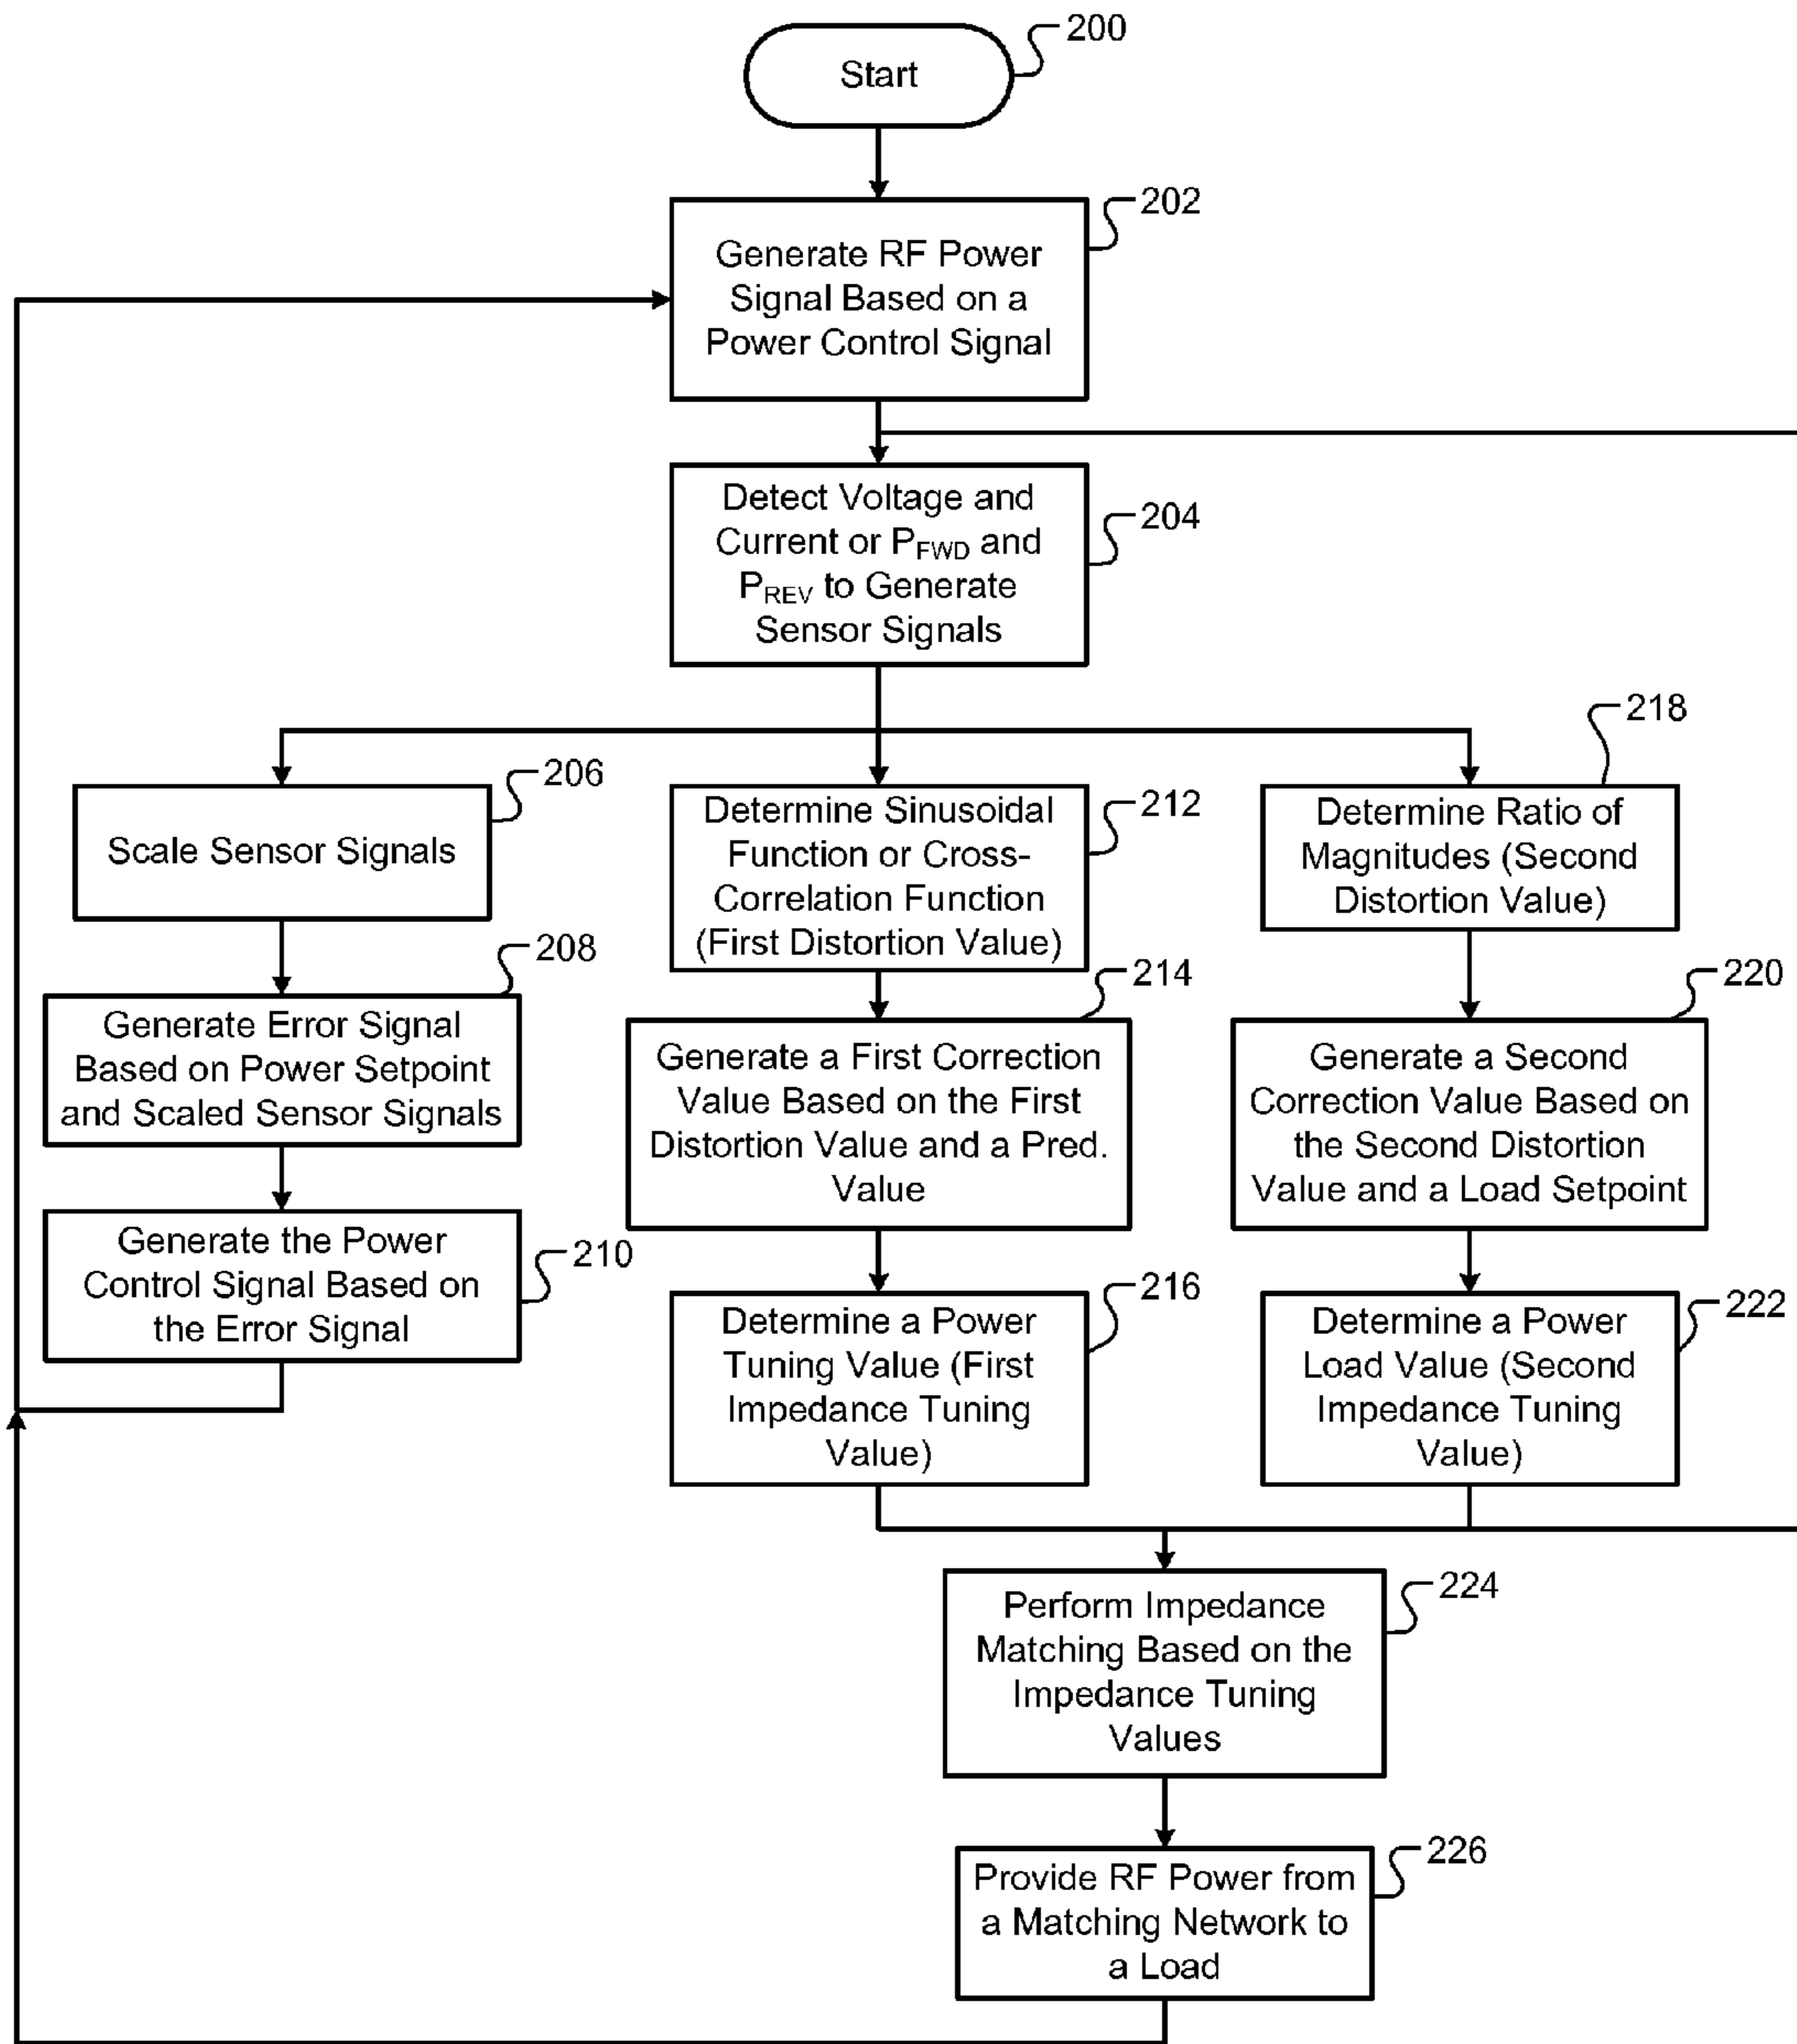 Start
200
Generate RF Power
Signal Based on a
Power Control Signal
202
Detect Voltage and
Current or P_FWD and
P_REV to Generate
Sensor Signals
204
Scale Sensor Signals
206
Generate Error Signal
Based on Power Setpoint
and Scaled Sensor Signals
208
Generate the Power
Control Signal Based on
the Error Signal
210
Determine Sinusoidal
Function or Cross-
Correlation Function
(First Distortion Value)
212
Generate a First Correction
Value Based on the First
Distortion Value and a Pred.
Value
214
Determine a Power
Tuning Value (First
Impedance Tuning
Value)
216
Determine Ratio of
Magnitudes (Second
Distortion Value)
218
Generate a Second
Correction Value Based on
the Second Distortion
Value and a Load Setpoint
220
Determine a Power
Load Value (Second
Impedance Tuning
Value)
222
Perform Impedance
Matching Based on the
Impedance Tuning
Values
224
Provide RF Power from
a Matching Network to
a Load
226